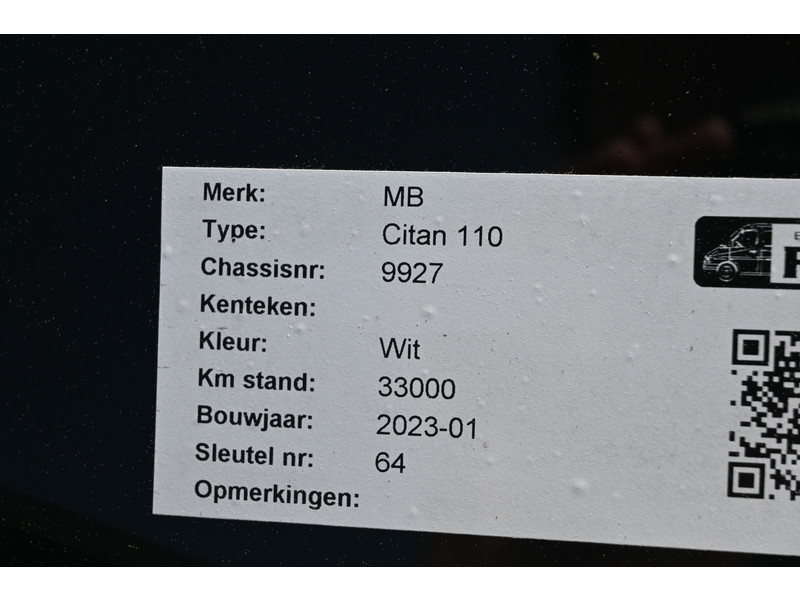 Merk: MB
Type: Citan 110
Chassisnr: 9927
Kenteken:
Kleur: Wit
Km stand: 33000
Bouwjaar: 2023-01
Sleutel nr: 64
Opmerkingen: